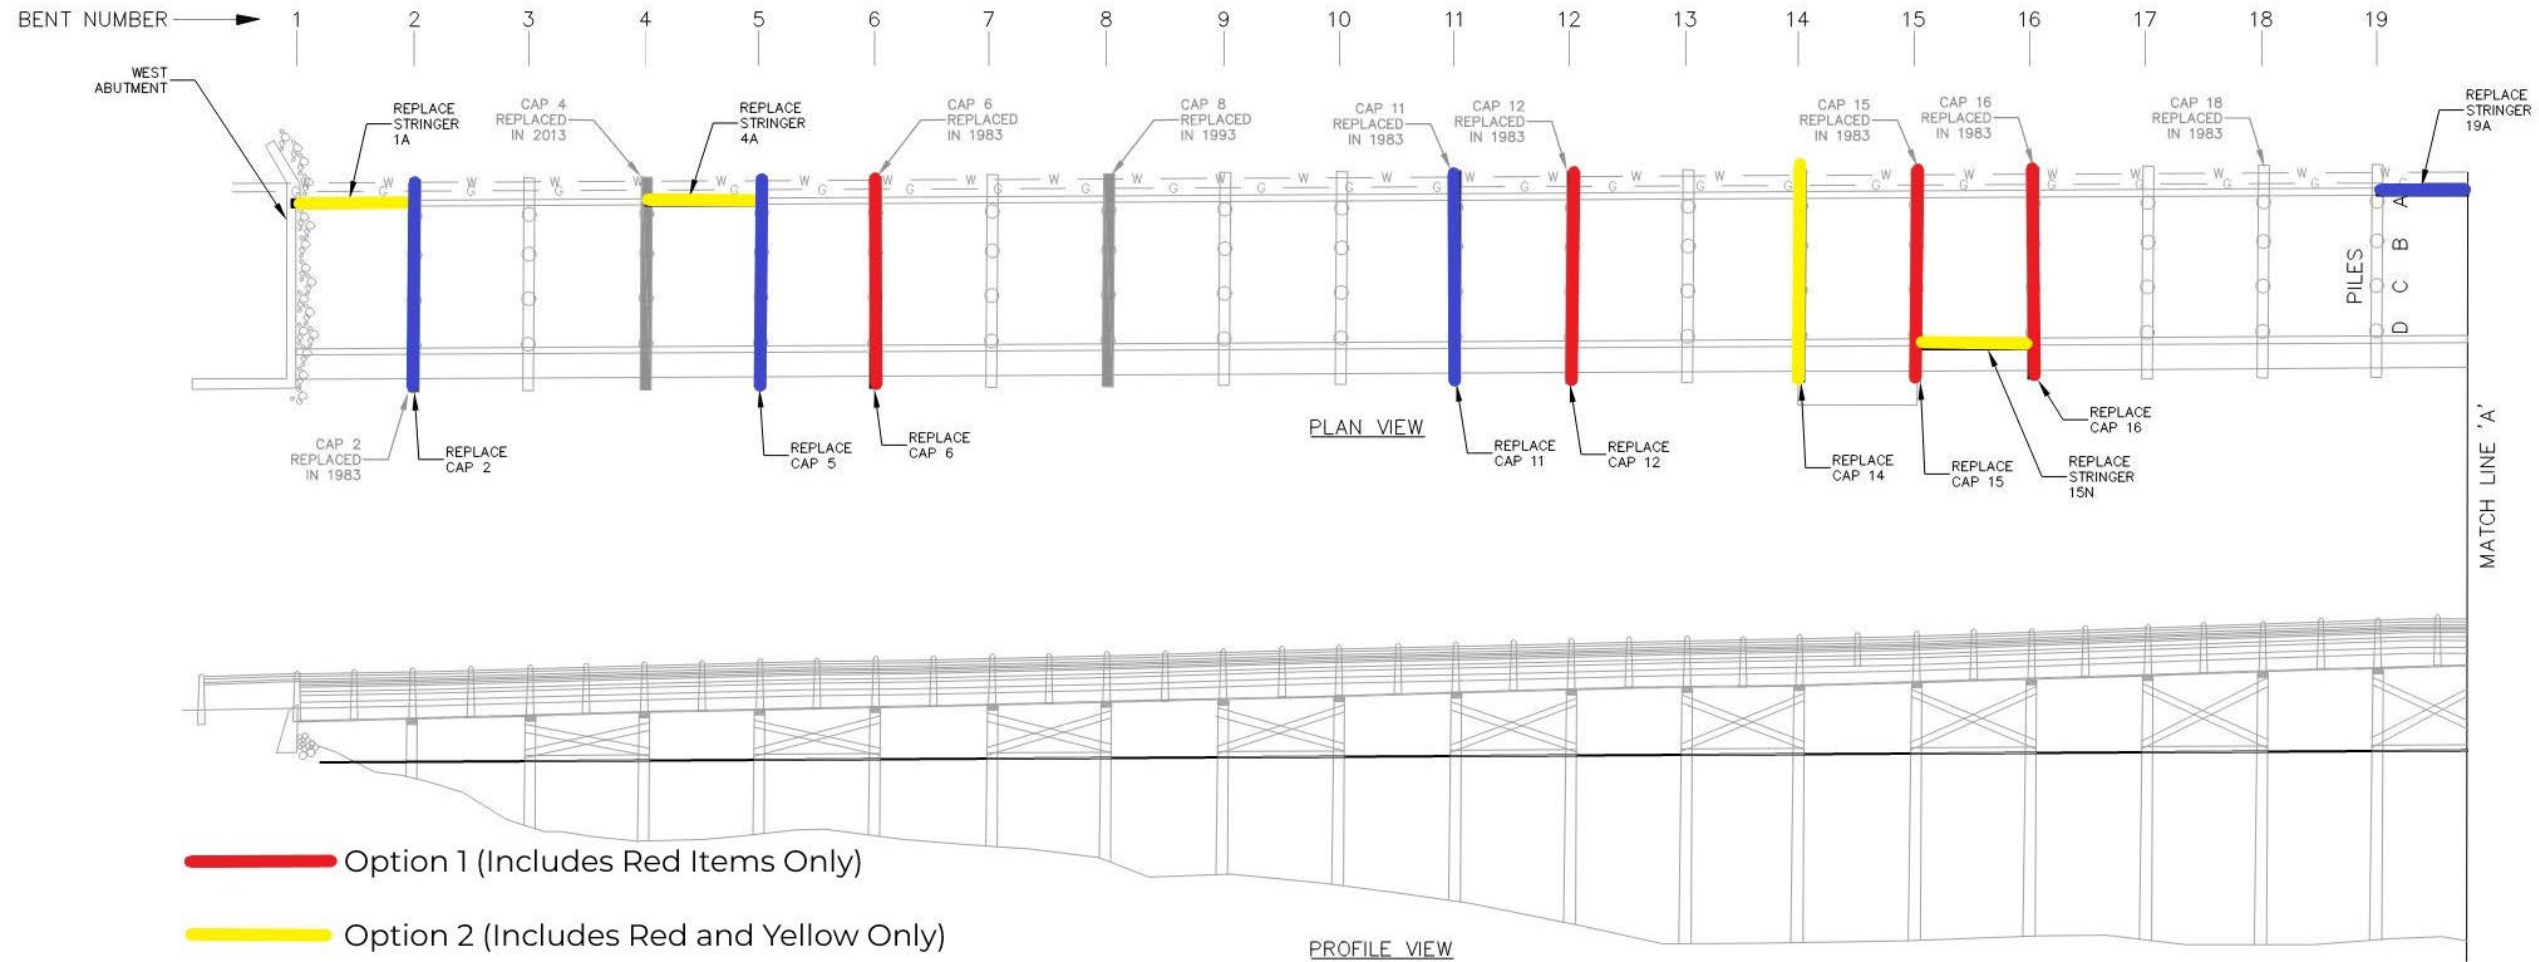 BENT NUMBER 1 2 3 4 5 6 7 8 9 10 11 12 13 14 15 16 17 18 19
WEST
ABUTMENT
REPLACE
STRINGER
1A
CAP 4
REPLACED
IN 2013
REPLACE
STRINGER
4A
CAP 6
REPLACED
IN 1983
CAP 8
REPLACED
IN 1993
CAP 11
REPLACED
IN 1983
CAP 12
REPLACED
IN 1983
CAP 15
REPLACED
IN 1983
CAP 16
REPLACED
IN 1983
CAP 18
REPLACED
IN 1983
REPLACE
STRINGER
19A
W W W W W W W W W W W W W W W W W W W W W W W W
G G G G G G G G G G G G G G G G G G
PILES
D C B A
CAP 2
REPLACED
IN 1983
REPLACE
CAP 2
REPLACE
CAP 5
REPLACE
CAP 6
PLAN VIEW
REPLACE
CAP 11
REPLACE
CAP 12
REPLACE
CAP 14
REPLACE
CAP 15
REPLACE
STRINGER
15N
REPLACE
CAP 16
MATCH LINE 'A'
Option 1 (Includes Red Items Only)
Option 2 (Includes Red and Yellow Only)
PROFILE VIEW